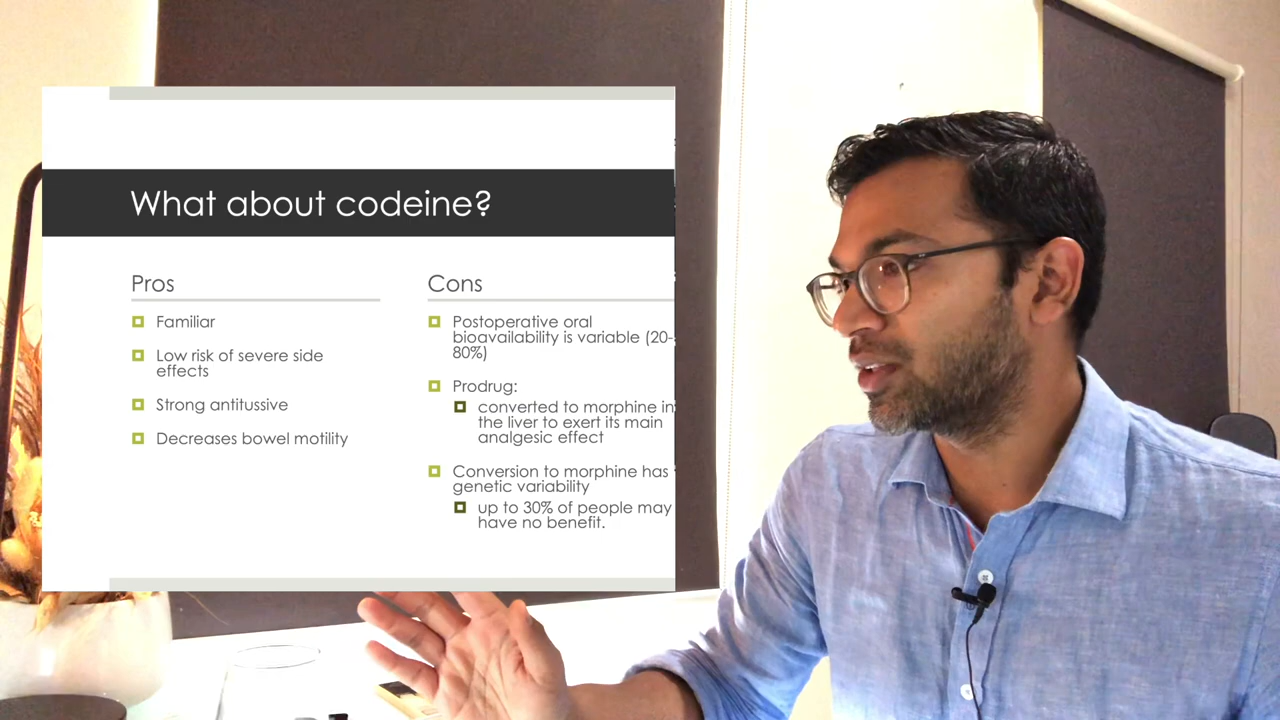 What about codeine?
Pros
Familiar
Low risk of severe side
effects
Strong antitussive
Decreases bowel motility
Cons
Postoperative oral
bioavailability is variable (20-
80%)
Prodrug:
converted to morphine in
the liver to exert its main
analgesic effect
Conversion to morphine has
genetic variability
up to 30% of people may
have no benefit.